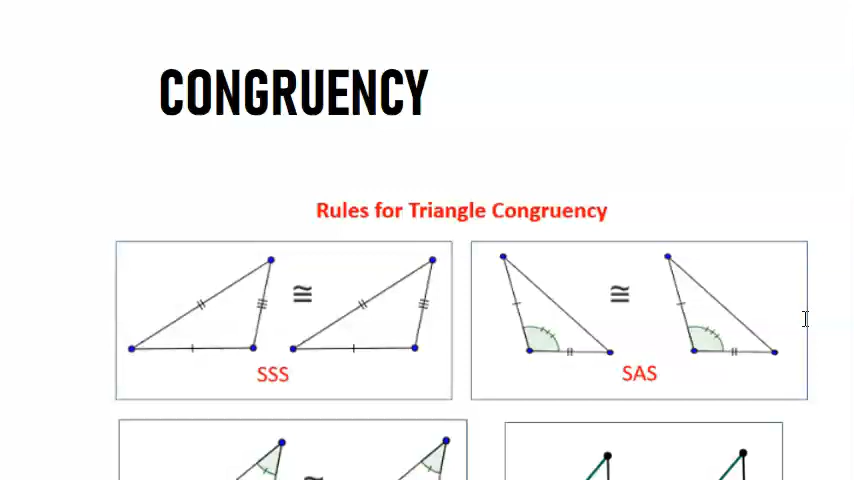 CONGRUENCY
Rules for Triangle Congruency
≅
≅
SSS
SAS